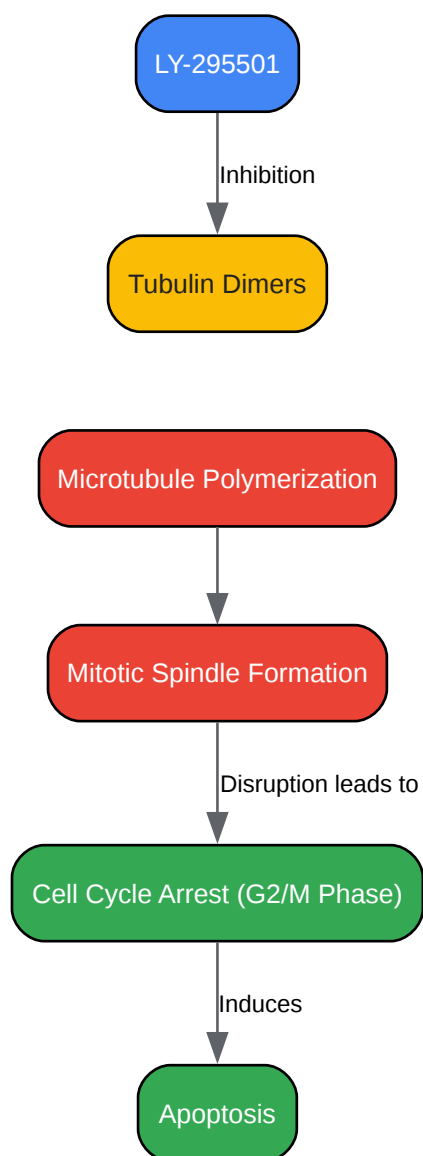 LY-295501
Inhibition
Tubulin Dimers
Microtubule Polymerization
Mitotic Spindle Formation
Disruption leads to
Cell Cycle Arrest (G2/M Phase)
Induces
Apoptosis